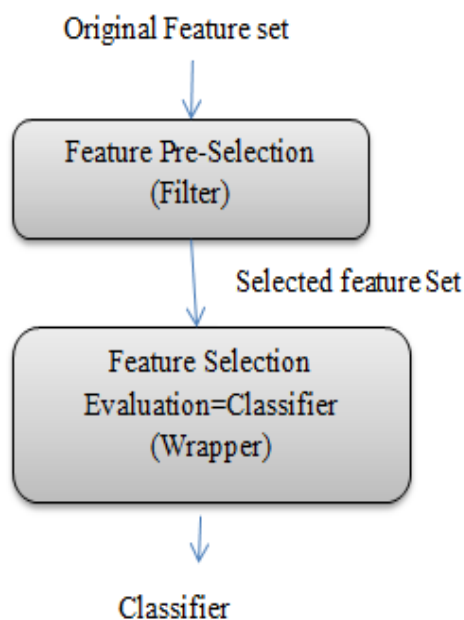 Original Feature set
Feature Pre-Selection
(Filter)
Selected feature Set
Feature Selection
Evaluation=Classifier
(Wrapper)
Classifier